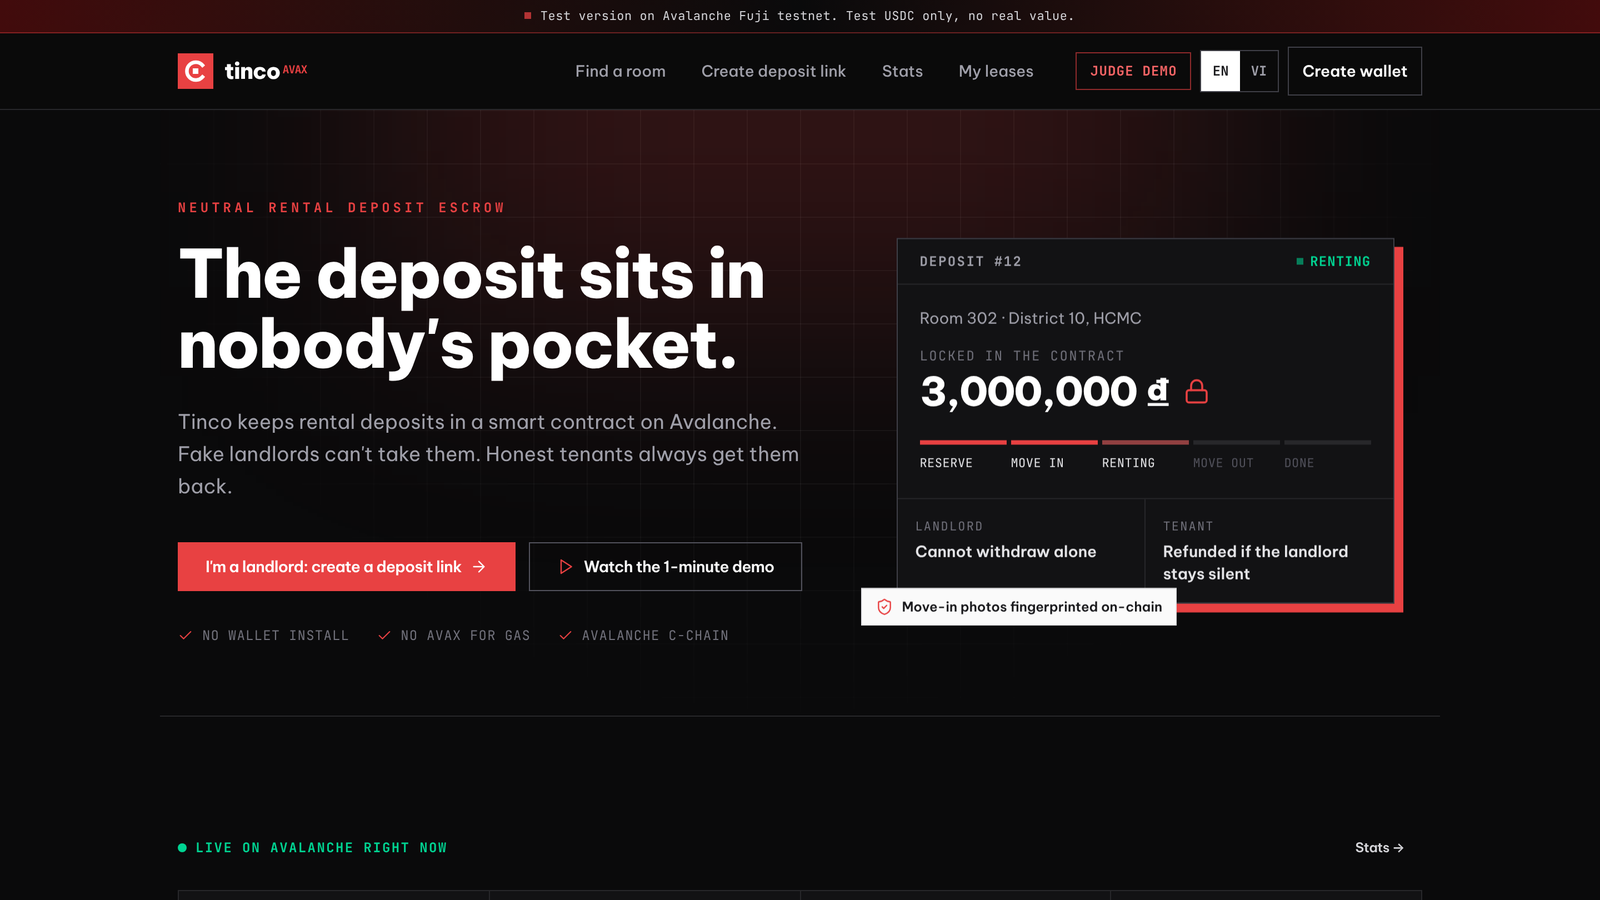 Test version on Avalanche Fuji testnet. Test USDC only, no real value.
tinco AVAX
Find a room
Create deposit link
Stats
My leases
JUDGE DEMO
EN
VI
Create wallet
NEUTRAL RENTAL DEPOSIT ESCROW
The deposit sits in
nobody's pocket.
Tinco keeps rental deposits in a smart contract on Avalanche.
Fake landlords can't take them. Honest tenants always get them
back.
I'm a landlord: create a deposit link →
Watch the 1-minute demo
NO WALLET INSTALL
NO AVAX FOR GAS
AVALANCHE C-CHAIN
DEPOSIT #12
RENTING
Room 302 · District 10, HCMC
LOCKED IN THE CONTRACT
3,000,000 ₫
RESERVE
MOVE IN
RENTING
MOVE OUT
DONE
LANDLORD
Cannot withdraw alone
TENANT
Refunded if the landlord
stays silent
Move-in photos fingerprinted on-chain
LIVE ON AVALANCHE RIGHT NOW
Stats →